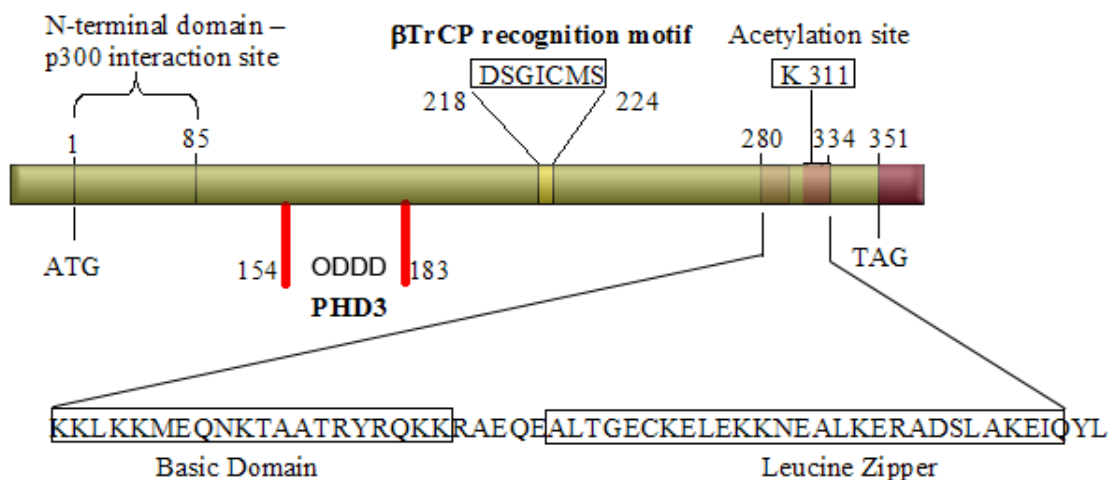 N-terminal domain –
p300 interaction site
βTrCP recognition motif
Acetylation site
DSGICMS
K 311
218
224
1
85
280
334
351
ATG
154
ODDD
183
TAG
PHD3
KKLKKMEQNKTAATRYRQKKRAEQEALTGECKELEKKNEALKERADSLAKEIQYL
Basic Domain
Leucine Zipper